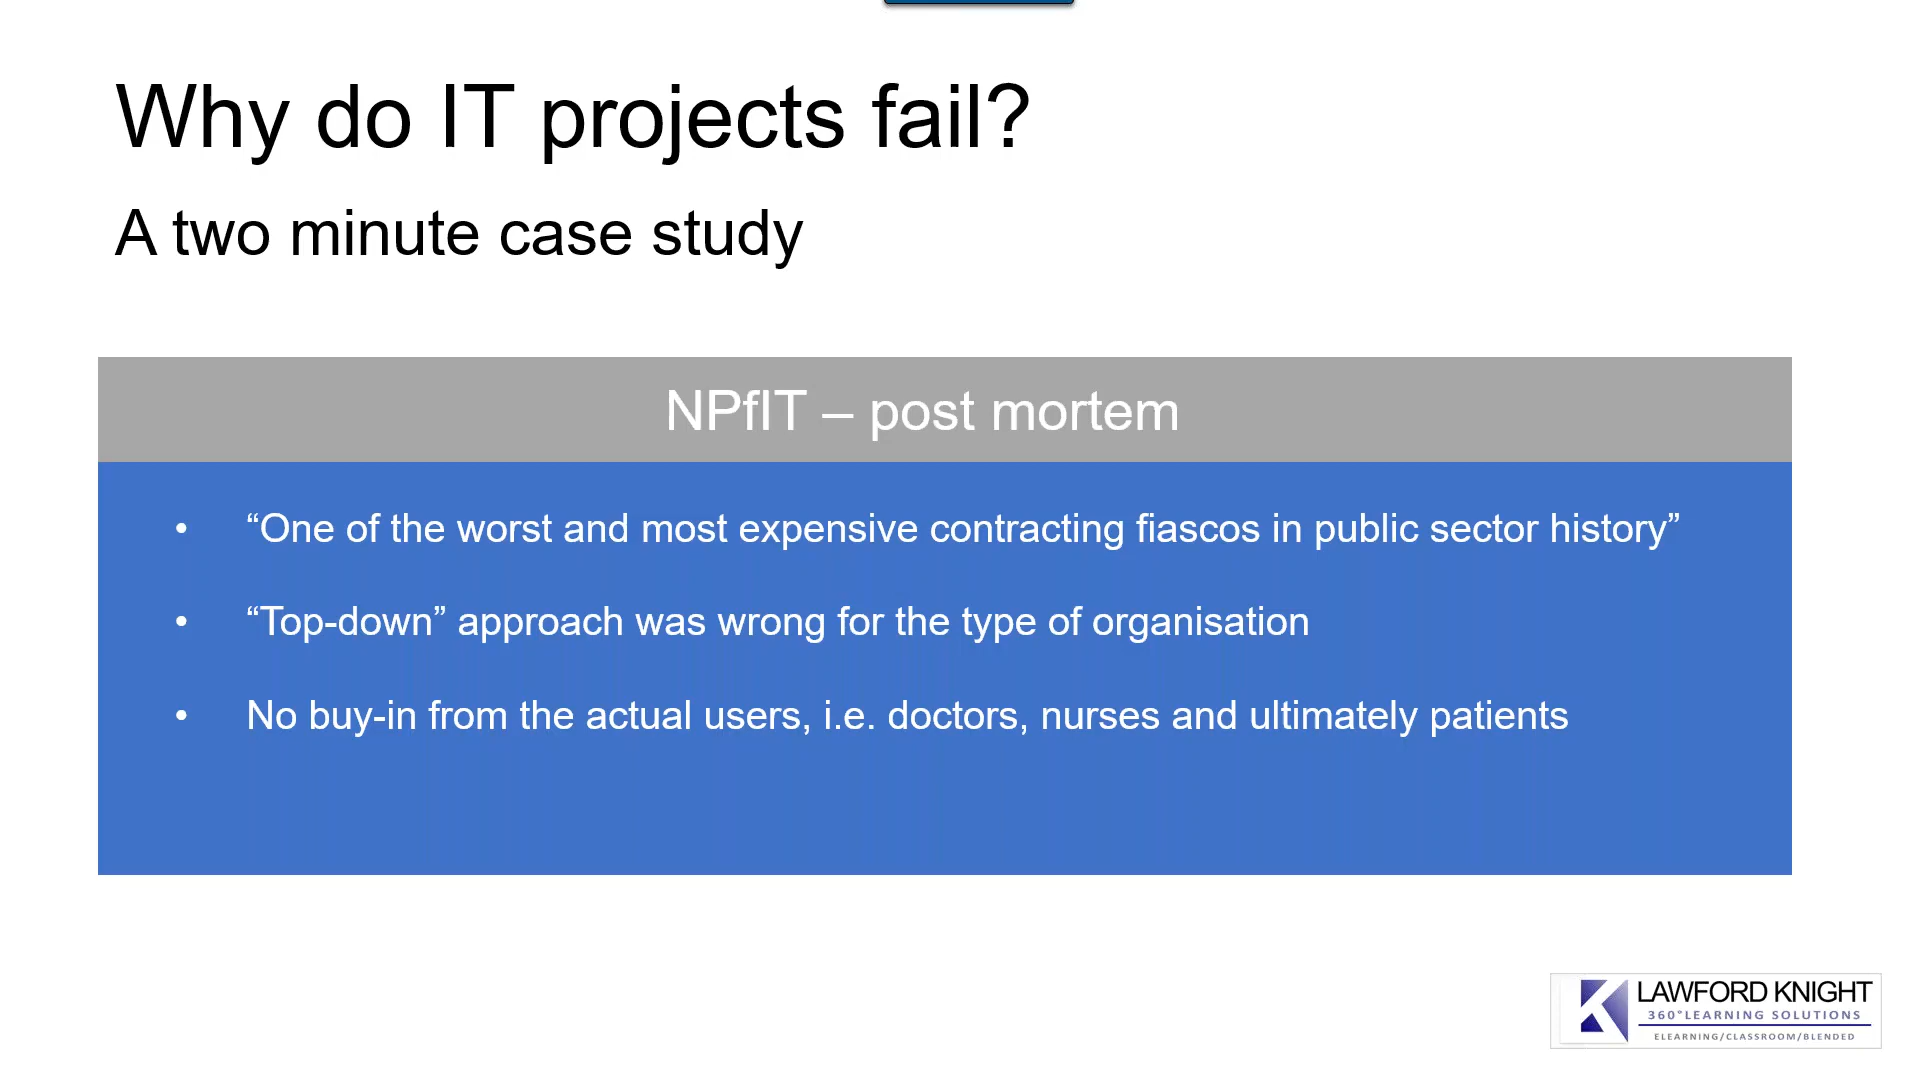 Why do IT projects fail?
A two minute case study
NPfIT – post mortem
• “One of the worst and most expensive contracting fiascos in public sector history”
• “Top-down” approach was wrong for the type of organisation
• No buy-in from the actual users, i.e. doctors, nurses and ultimately patients
LAWFORD KNIGHT
360°LEARNING SOLUTIONS
ELEARNING/CLASSROOM/BLENDED